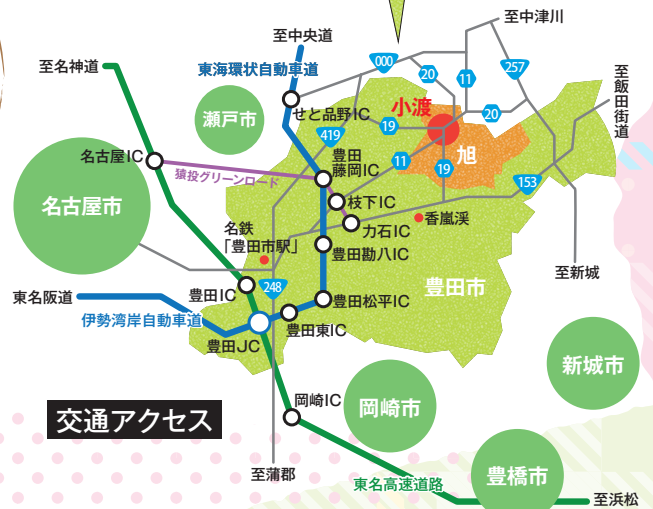 至中央道
至中津川
至名神道
東海環状自動車道
000
257
20
11
至飯田街道
瀬戸市
せと品野IC
小渡
20
419
19
名古屋IC
豊田
藤岡IC
11
旭
19
猿投グリーンロード
153
名古屋市
枝下IC
名鉄
「豊田市駅」
力石IC
香嵐渓
豊田勘八IC
至新城
248
豊田市
東名阪道
豊田IC
豊田松平IC
伊勢湾岸自動車道
豊田東IC
豊田JC
新城市
岡崎IC
岡崎市
交通アクセス
豊橋市
至蒲郡
東名高速道路
至浜松